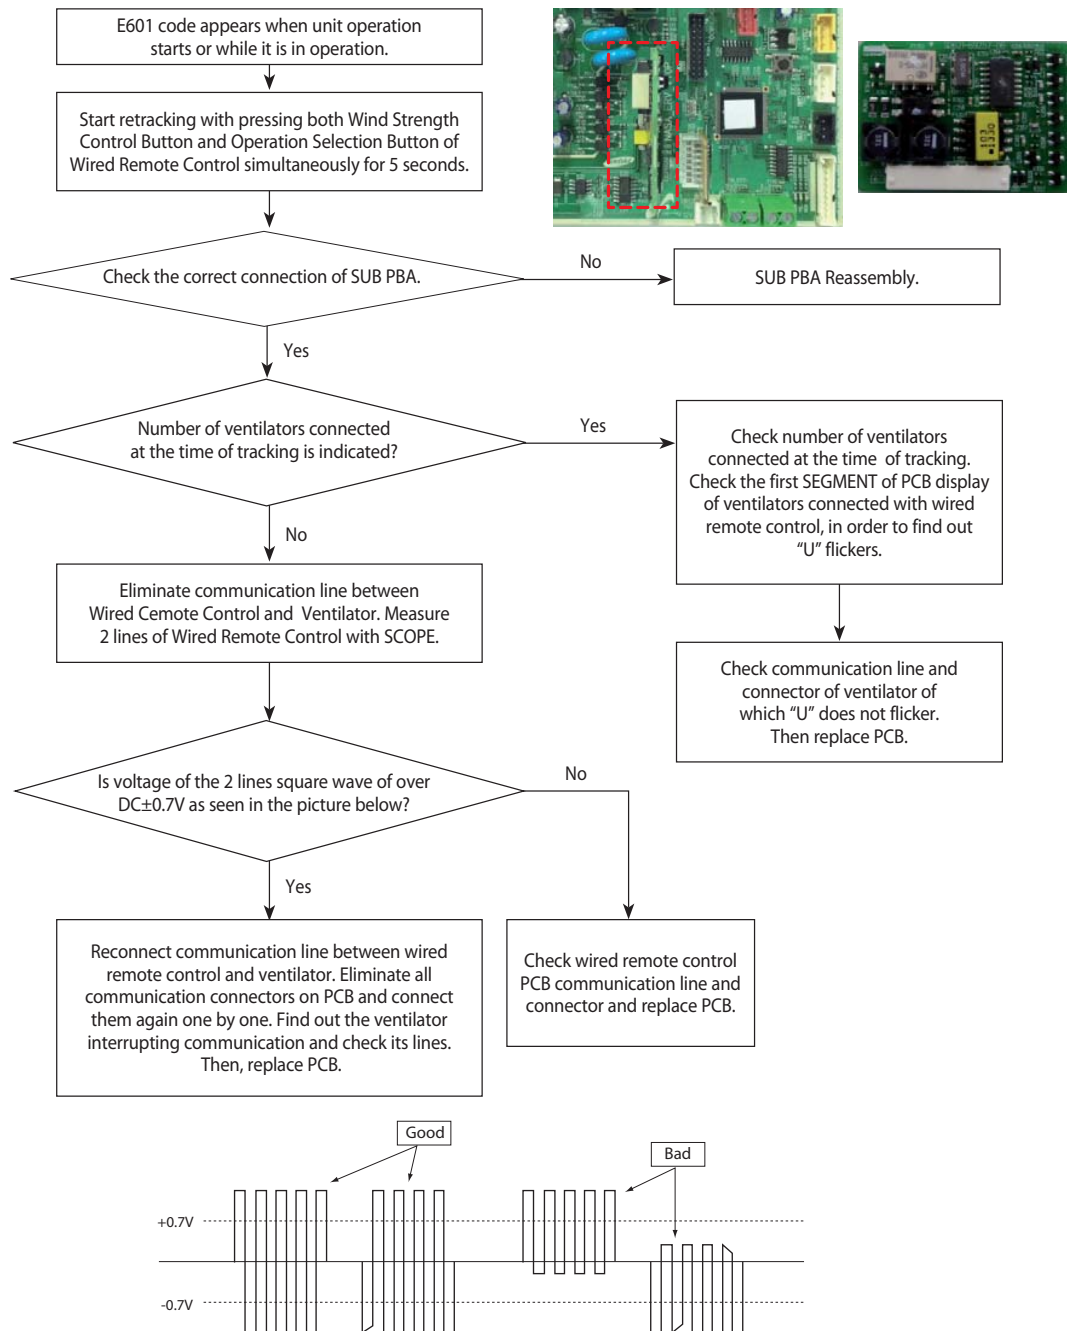 E601 code appears when unit operation
starts or while it is in operation.
Start retracking with pressing both Wind Strength
Control Button and Operation Selection Button of
Wired Remote Control simultaneously for 5 seconds.
Check the correct connection of SUB PBA.
No
SUB PBA Reassembly.
Yes
Number of ventilators connected
at the time of tracking is indicated?
Yes
Check number of ventilators
connected at the time of tracking.
Check the first SEGMENT of PCB display
of ventilators connected with wired
remote control, in order to find out
“U” flickers.
No
Eliminate communication line between
Wired Cemote Control and Ventilator. Measure
2 lines of Wired Remote Control with SCOPE.
Check communication line and
connector of ventilator of
which “U” does not flicker.
Then replace PCB.
Is voltage of the 2 lines square wave of over
DC±0.7V as seen in the picture below?
No
Yes
Reconnect communication line between wired
remote control and ventilator. Eliminate all
communication connectors on PCB and connect
them again one by one. Find out the ventilator
interrupting communication and check its lines.
Then, replace PCB.
Check wired remote control
PCB communication line and
connector and replace PCB.
Good
Bad
+0.7V
-0.7V